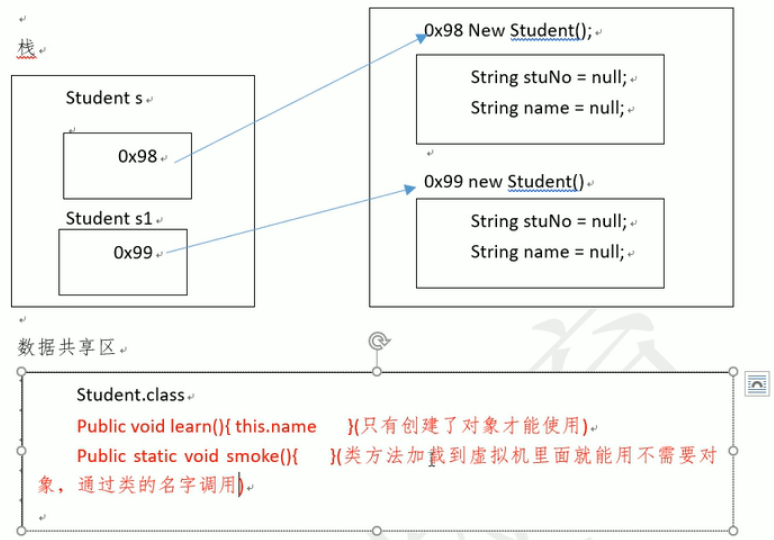 栈
Student s
0x98
Student s1
0x99
0x98 New Student();
String stuNo = null;
String name = null;
0x99 new Student()
String stuNo = null;
String name = null;
数据共享区
Student.class
Public void learn(){ this.name }(只有创建了对象才能使用)
Public static void smoke(){ }(类方法加载到虚拟机里面就能用不需要对
象，通过类的名字调用)